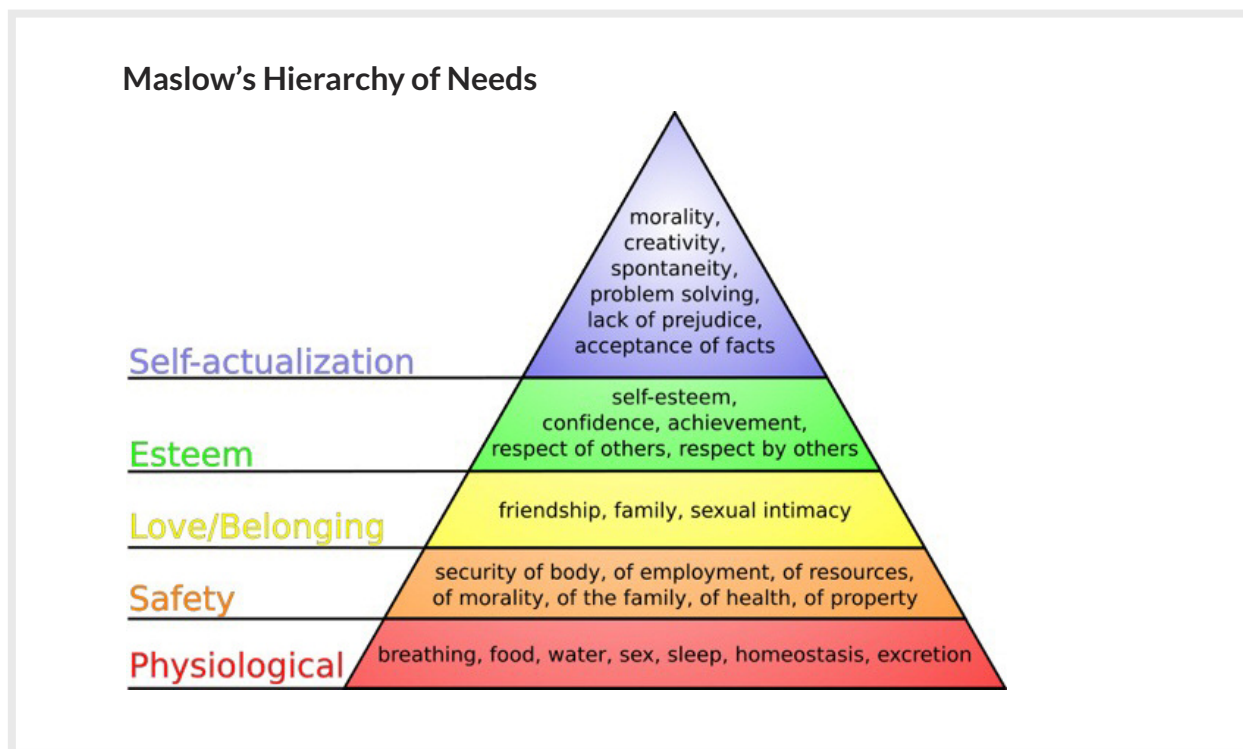 Maslow’s Hierarchy of Needs
morality,
creativity,
spontaneity,
problem solving,
lack of prejudice,
acceptance of facts
Self-actualization
self-esteem,
confidence, achievement,
respect of others, respect by others
Esteem
friendship, family, sexual intimacy
Love/Belonging
security of body, of employment, of resources,
of morality, of the family, of health, of property
Safety
breathing, food, water, sex, sleep, homeostasis, excretion
Physiological